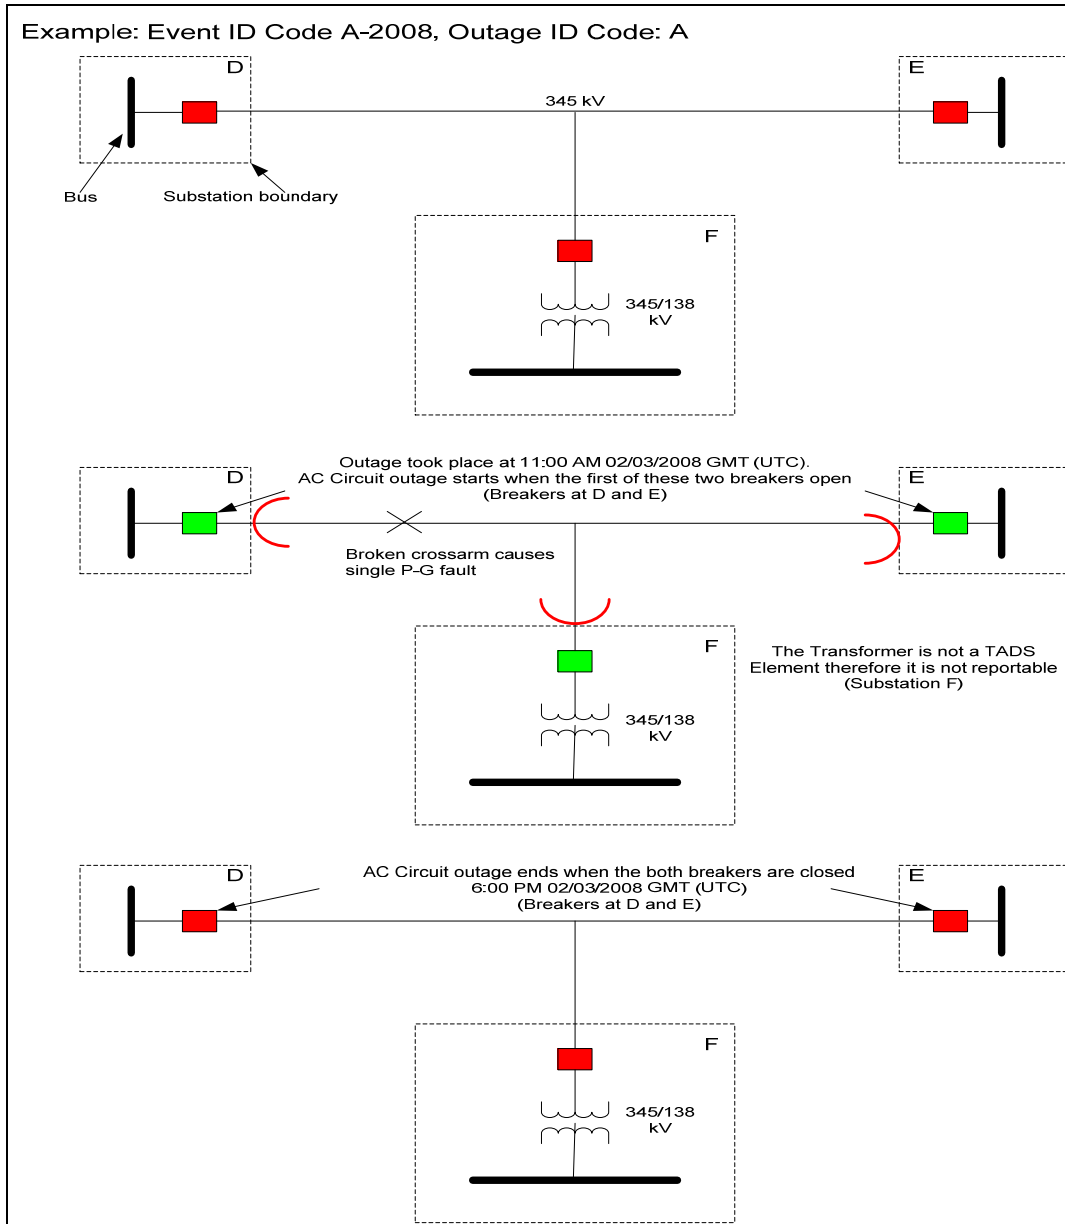 Example: Event ID Code A-2008, Outage ID Code: A
D
E
345 kV
Bus
Substation boundary
F
345/138
kV
Outage took place at 11:00 AM 02/03/2008 GMT (UTC).
AC Circuit outage starts when the first of these two breakers open
(Breakers at D and E)
D
E
Broken crossarm causes
single P-G fault
F
The Transformer is not a TADS
Element therefore it is not reportable
(Substation F)
345/138
kV
AC Circuit outage ends when the both breakers are closed
6:00 PM 02/03/2008 GMT (UTC)
(Breakers at D and E)
D
E
F
345/138
kV